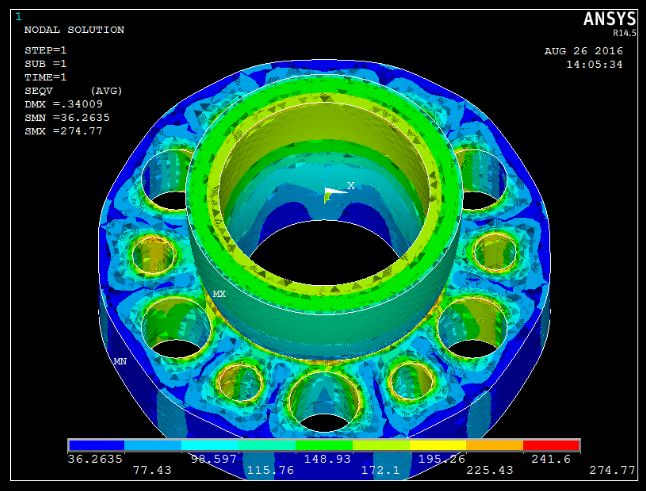 1
NODAL SOLUTION
STEP=1
SUB =1
TIME=1
SEQV (AVG)
DMX =.34009
SMN =36.2635
SMX =274.77
ANSYS
R14.5
AUG 26 2016
14:05:34
X
MX
MN
36.2635 98.597 148.93 195.26 241.6
77.43 115.76 172.1 225.43 274.77